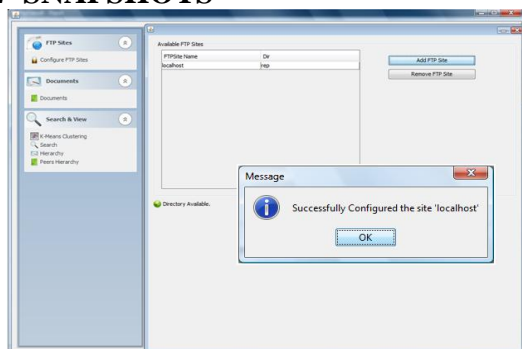 SNAPSHOTS
FTP Sites
Configure FTP Sites
Documents
Documents
Search & View
K-Means Clustering
Search
Hierarchy
Peers Hierarchy
Available FTP Sites
FTPSite Name Dir
localhost rep
Add FTP Site
Remove FTP Site
Directory Available.
Message
Successfully Configured the site 'localhost'
OK